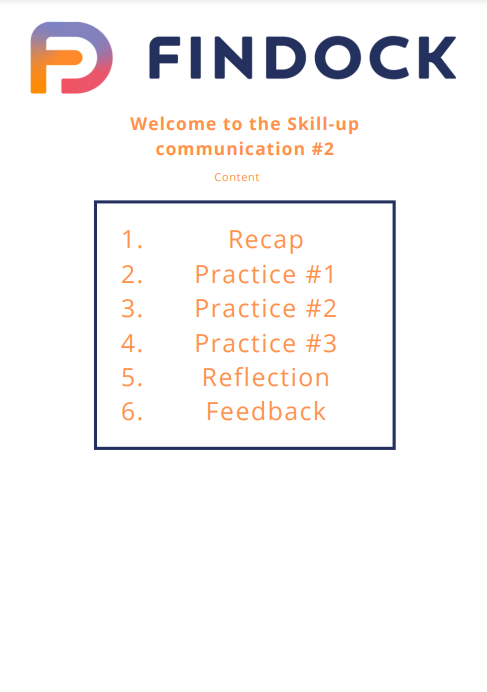 FINDOCK
Welcome to the Skill-up
communication #2
Content
1. Recap
2. Practice #1
3. Practice #2
4. Practice #3
5. Reflection
6. Feedback